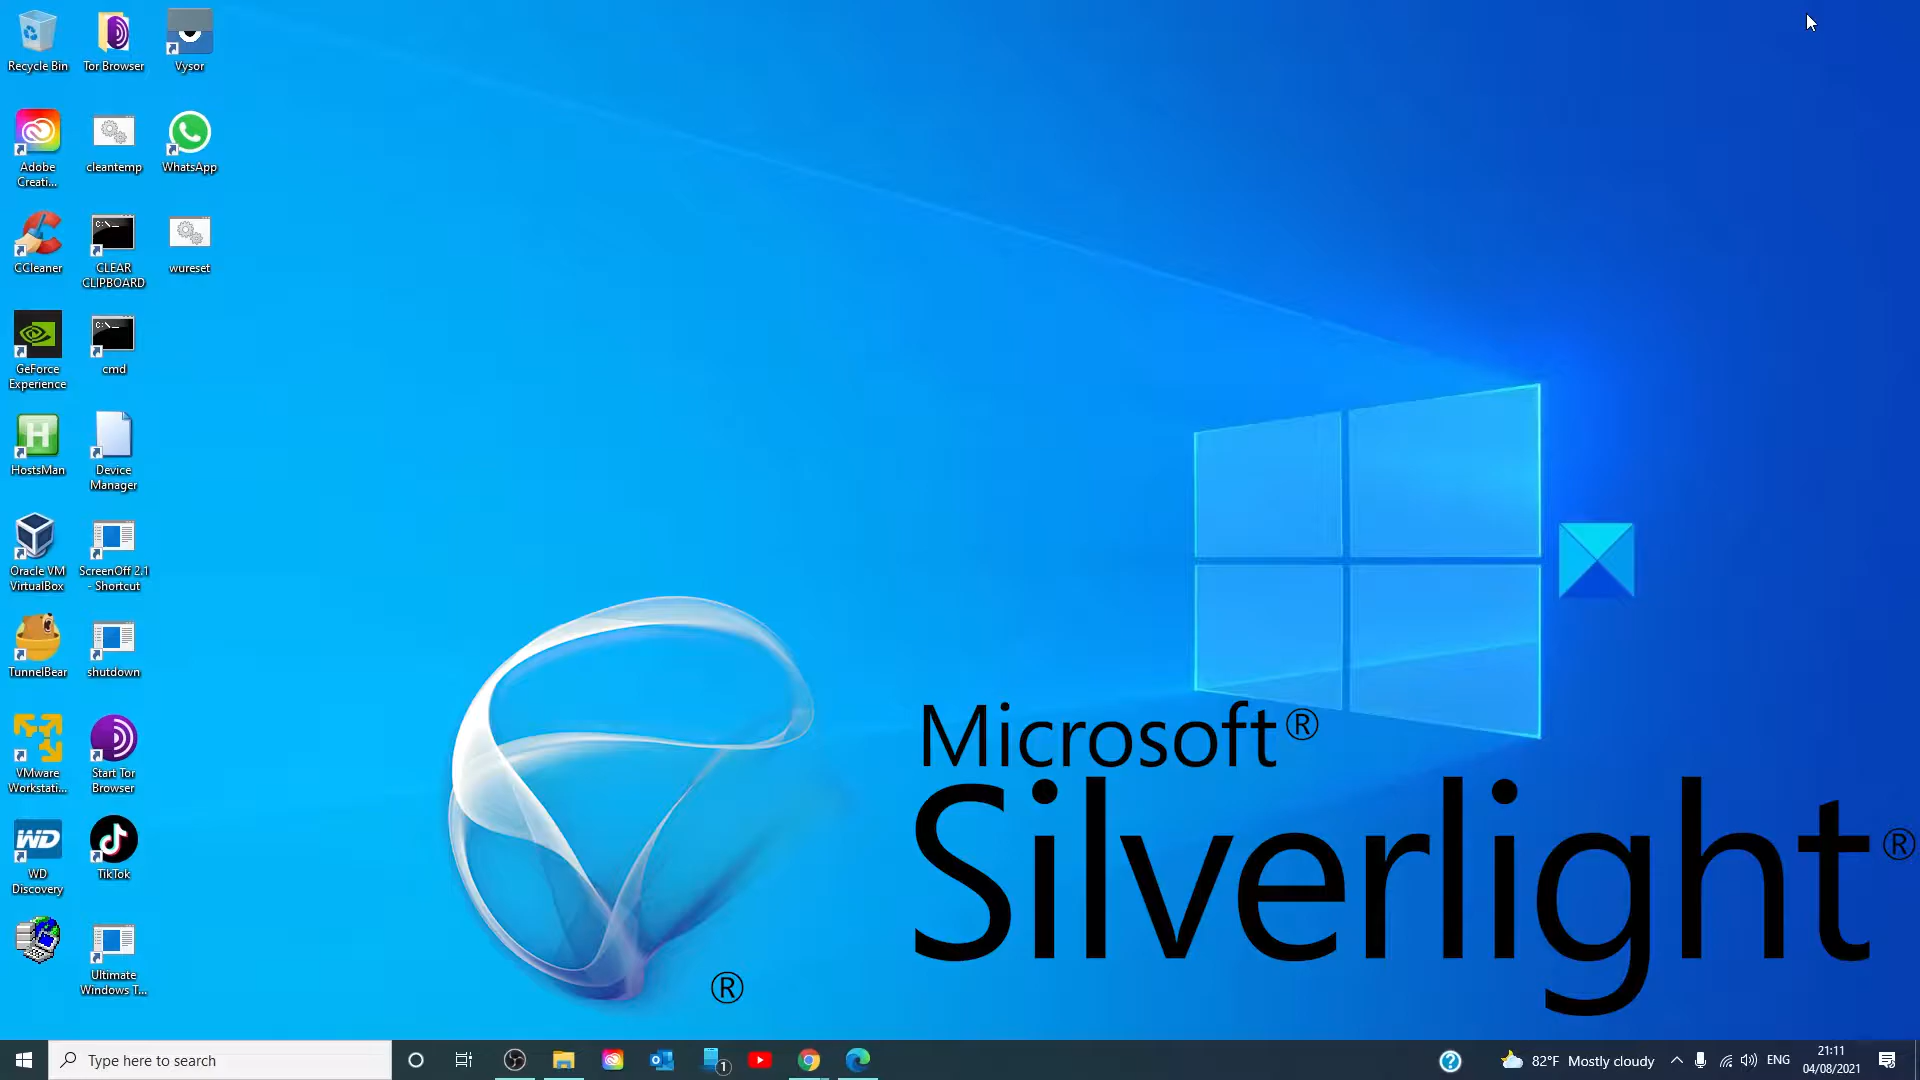 Recycle Bin
Tor Browser
Vysor
Adobe
Creati...
cleantemp
WhatsApp
CCleaner
C:\_
CLEAR
CLIPBOARD
wureset
GeForce
Experience
C:\_
cmd
H
HostsMan
Device
Manager
Oracle VM
VirtualBox
ScreenOff 2.1
- Shortcut
TunnelBear
shutdown
VMware
Workstati...
Start Tor
Browser
WD
WD
Discovery
TikTok
Ultimate
Windows T...
Microsoft®
Silverlight®
®
Type here to search
1
82°F Mostly cloudy
ENG
21:11
04/08/2021